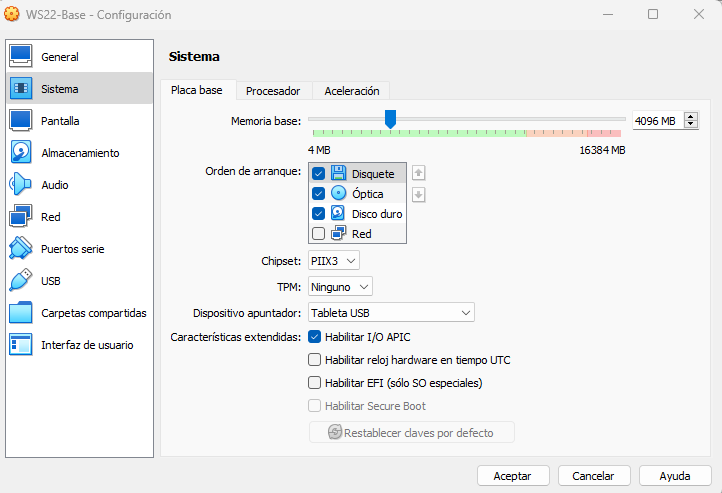 WS22-Base - Configuración
General
Sistema
Pantalla
Almacenamiento
Audio
Red
Puertos serie
USB
Carpetas compartidas
Interfaz de usuario
Sistema
Placa base Procesador Aceleración
Memoria base: 4096 MB
4 MB 16384 MB
Orden de arranque: Disquete
Óptica
Disco duro
Red
Chipset: PIIX3
TPM: Ninguno
Dispositivo apuntador: Tableta USB
Características extendidas: Habilitar I/O APIC
Habilitar reloj hardware en tiempo UTC
Habilitar EFI (sólo SO especiales)
Habilitar Secure Boot
Restablecer claves por defecto
Aceptar Cancelar Ayuda